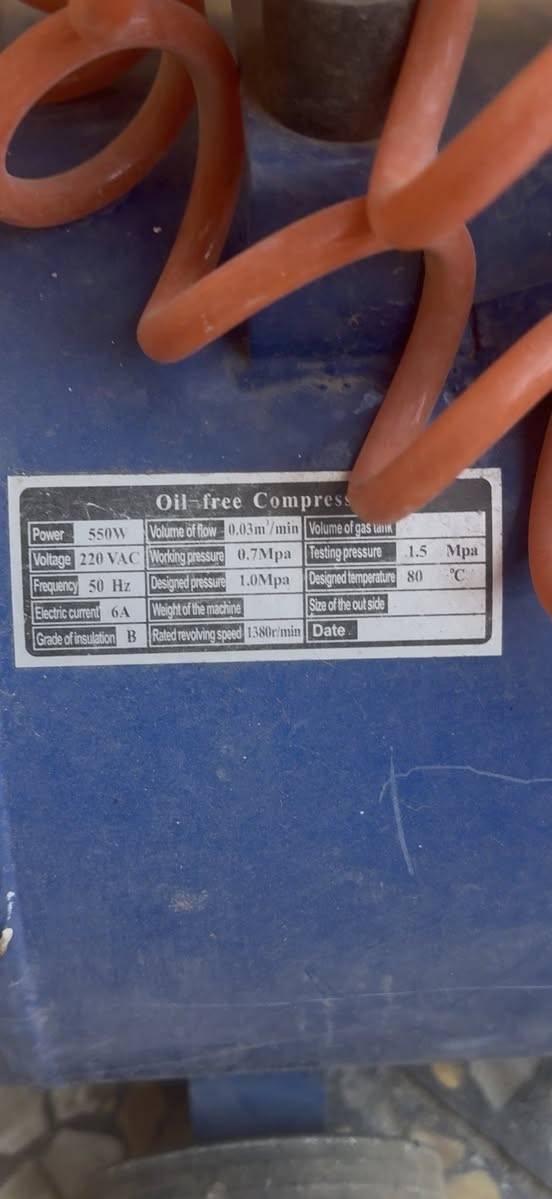 Oil-free Compress
Power 550W Volume of flow 0.03m³/min Volume of gas tank
Voltage 220 VAC Working pressure 0.7Mpa Testing pressure 1.5 Mpa
Frequency 50 Hz Designed pressure 1.0Mpa Designed temperature 80 ℃
Electric current 6A Weight of the machine Size of the out side
Grade of insulation B Rated revolving speed 1380r/min Date